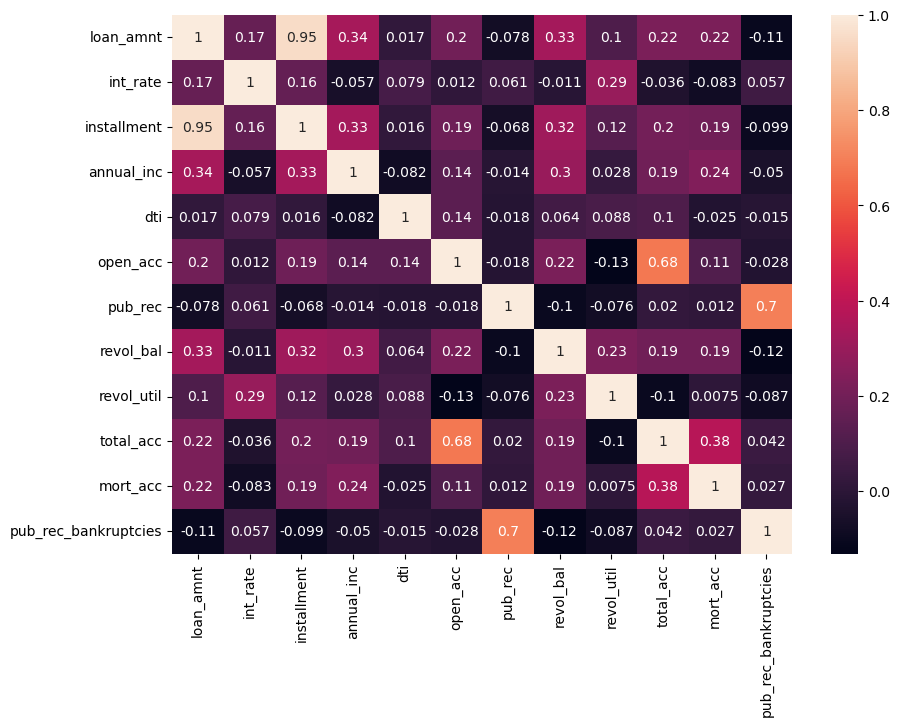 loan_amnt 1 0.17 0.95 0.34 0.017 0.2 -0.078 0.33 0.1 0.22 0.22 -0.11
int_rate 0.17 1 0.16 -0.057 0.079 0.012 0.061 -0.011 0.29 -0.036 -0.083 0.057
installment 0.95 0.16 1 0.33 0.016 0.19 -0.068 0.32 0.12 0.2 0.19 -0.099
annual_inc 0.34 -0.057 0.33 1 -0.082 0.14 -0.014 0.3 0.028 0.19 0.24 -0.05
dti 0.017 0.079 0.016 -0.082 1 0.14 -0.018 0.064 0.088 0.1 -0.025 -0.015
open_acc 0.2 0.012 0.19 0.14 0.14 1 -0.018 0.22 -0.13 0.68 0.11 -0.028
pub_rec -0.078 0.061 -0.068 -0.014 -0.018 -0.018 1 -0.1 -0.076 0.02 0.012 0.7
revol_bal 0.33 -0.011 0.32 0.3 0.064 0.22 -0.1 1 0.23 0.19 0.19 -0.12
revol_util 0.1 0.29 0.12 0.028 0.088 -0.13 -0.076 0.23 1 -0.1 0.0075 -0.087
total_acc 0.22 -0.036 0.2 0.19 0.1 0.68 0.02 0.19 -0.1 1 0.38 0.042
mort_acc 0.22 -0.083 0.19 0.24 -0.025 0.11 0.012 0.19 0.0075 0.38 1 0.027
pub_rec_bankruptcies -0.11 0.057 -0.099 -0.05 -0.015 -0.028 0.7 -0.12 -0.087 0.042 0.027 1
loan_amnt int_rate installment annual_inc dti open_acc pub_rec revol_bal revol_util total_acc mort_acc pub_rec_bankruptcies
1.0
0.8
0.6
0.4
0.2
0.0